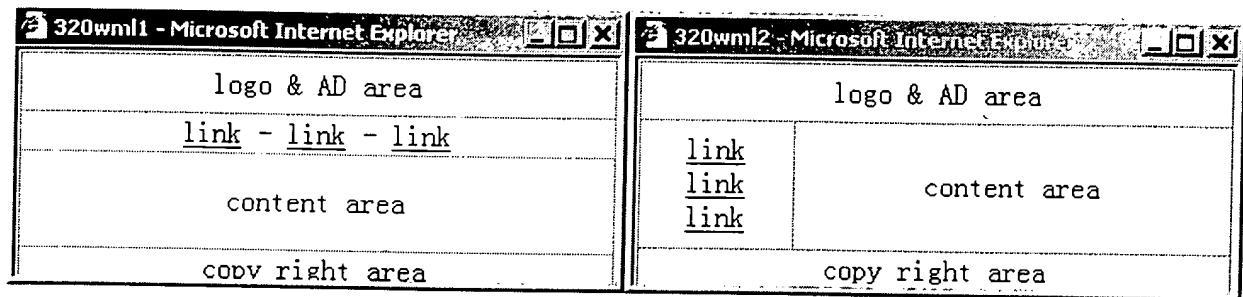 320wml1 - Microsoft Internet Explorer
logo & AD area
link - link - link
content area
copy right area
320wml2 - Microsoft Internet Explorer
logo & AD area
link
link
link
content area
copy right area